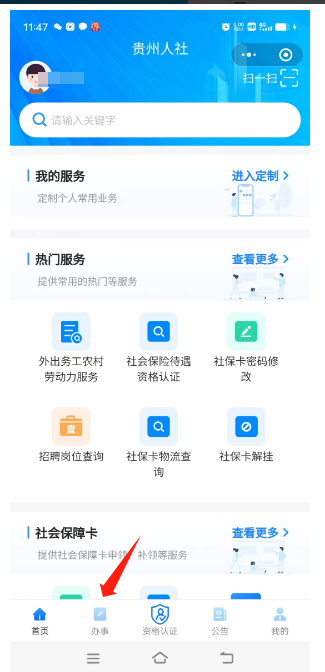 11:47
贵州人社
扫一扫
请输入关键字
我的服务
进入定制 >
定制个人常用业务
热门服务
查看更多 >
提供常用的热门等服务
外出务工农村
劳动力服务
社会保险待遇
资格认证
社保卡密码修
改
招聘岗位查询
社保卡物流查
询
社保卡解挂
社会保障卡
查看更多 >
提供社会保障卡申领、补领等服务
首页
办事
资格认证
公告
我的